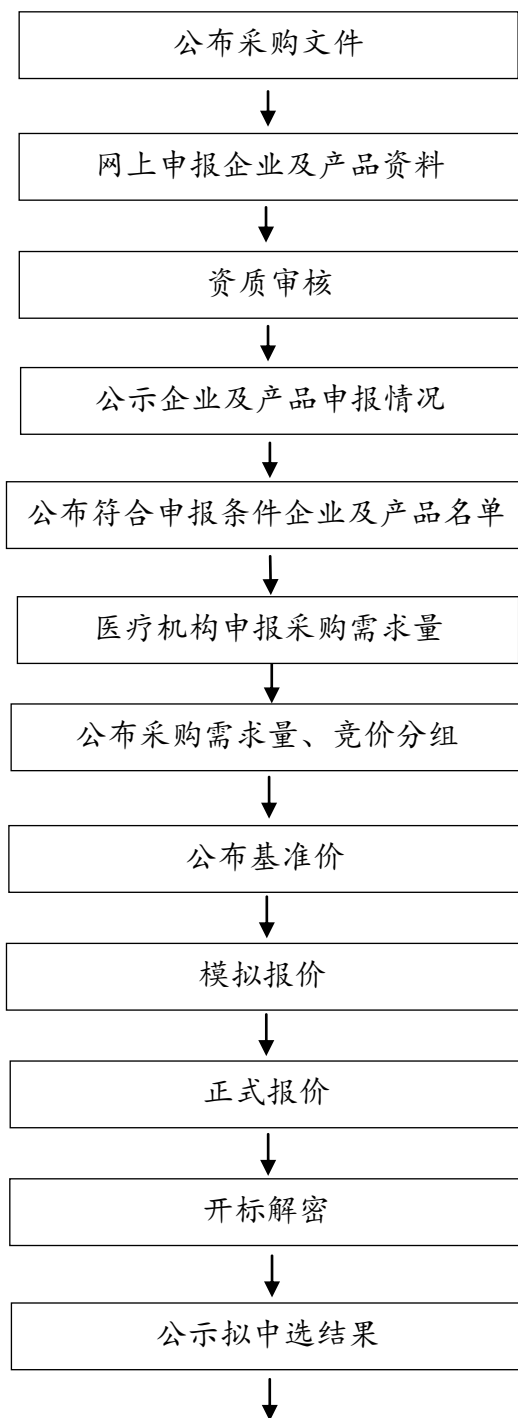 公布采购文件
网上申报企业及产品资料
资质审核
公示企业及产品申报情况
公布符合申报条件企业及产品名单
医疗机构申报采购需求量
公布采购需求量、竞价分组
公布基准价
模拟报价
正式报价
开标解密
公示拟中选结果